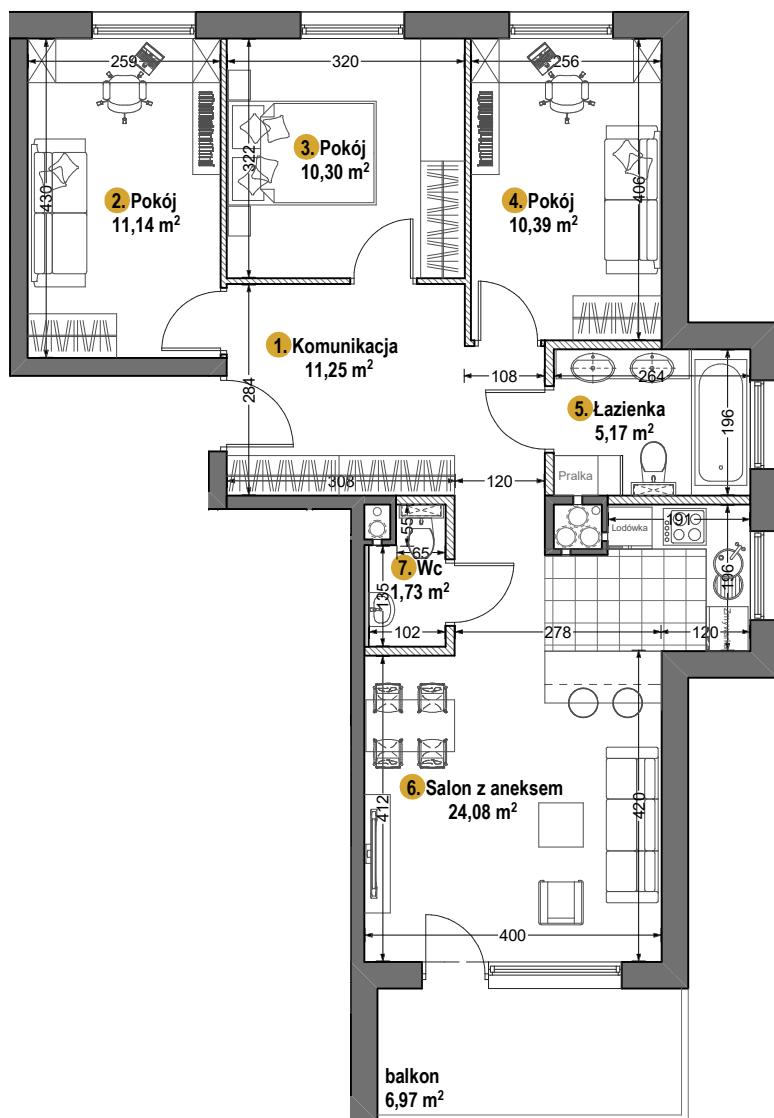 259
320
256
430
322
406
2. Pokój
11,14 m²
3. Pokój
10,30 m²
4. Pokój
10,39 m²
1. Komunikacja
11,25 m²
284
108
264
5. Łazienka
5,17 m²
196
Pralka
308
120
55
65
7. Wc
1,73 m²
135
102
Lodówka
191
196
278
120
6. Salon z aneksem
24,08 m²
412
420
400
balkon
6,97 m²